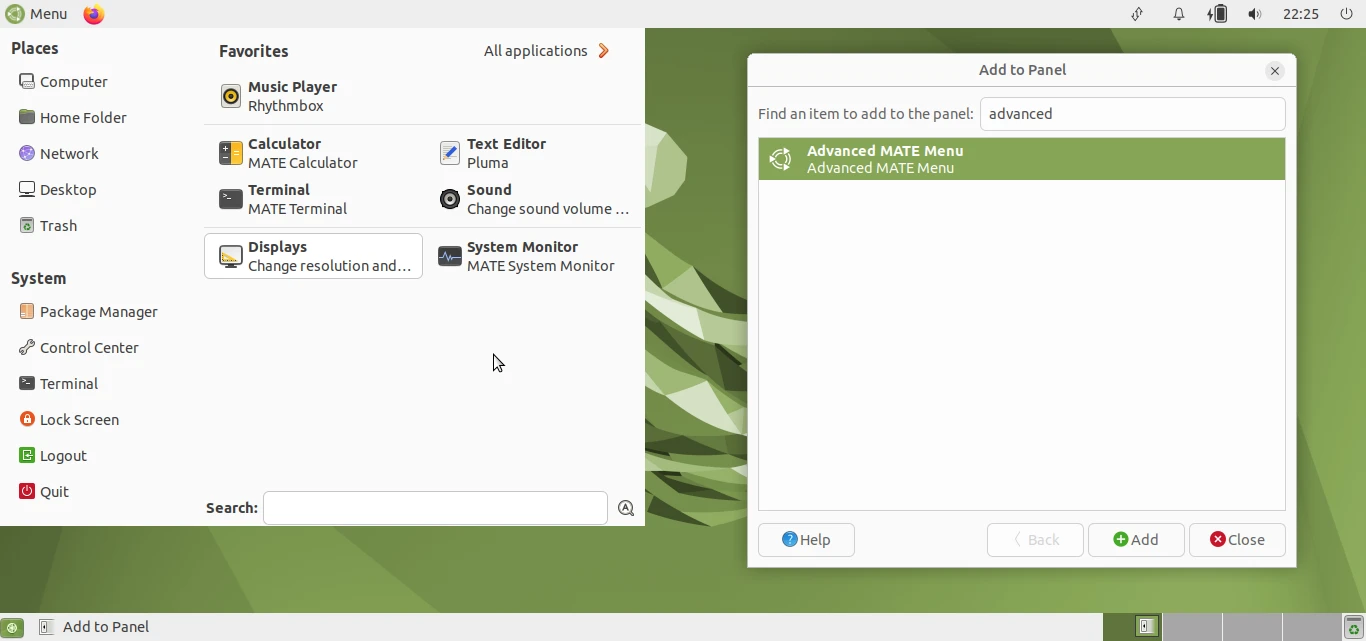 Menu
22:25
Places
Computer
Home Folder
Network
Desktop
Trash
System
Package Manager
Control Center
Terminal
Lock Screen
Logout
Quit
Favorites
All applications
Music Player
Rhythmbox
Calculator
MATE Calculator
Text Editor
Pluma
Terminal
MATE Terminal
Sound
Change sound volume ...
Displays
Change resolution and...
System Monitor
MATE System Monitor
Search:
Add to Panel
Find an item to add to the panel: advanced
Advanced MATE Menu
Advanced MATE Menu
Help
Back
Add
Close
Add to Panel